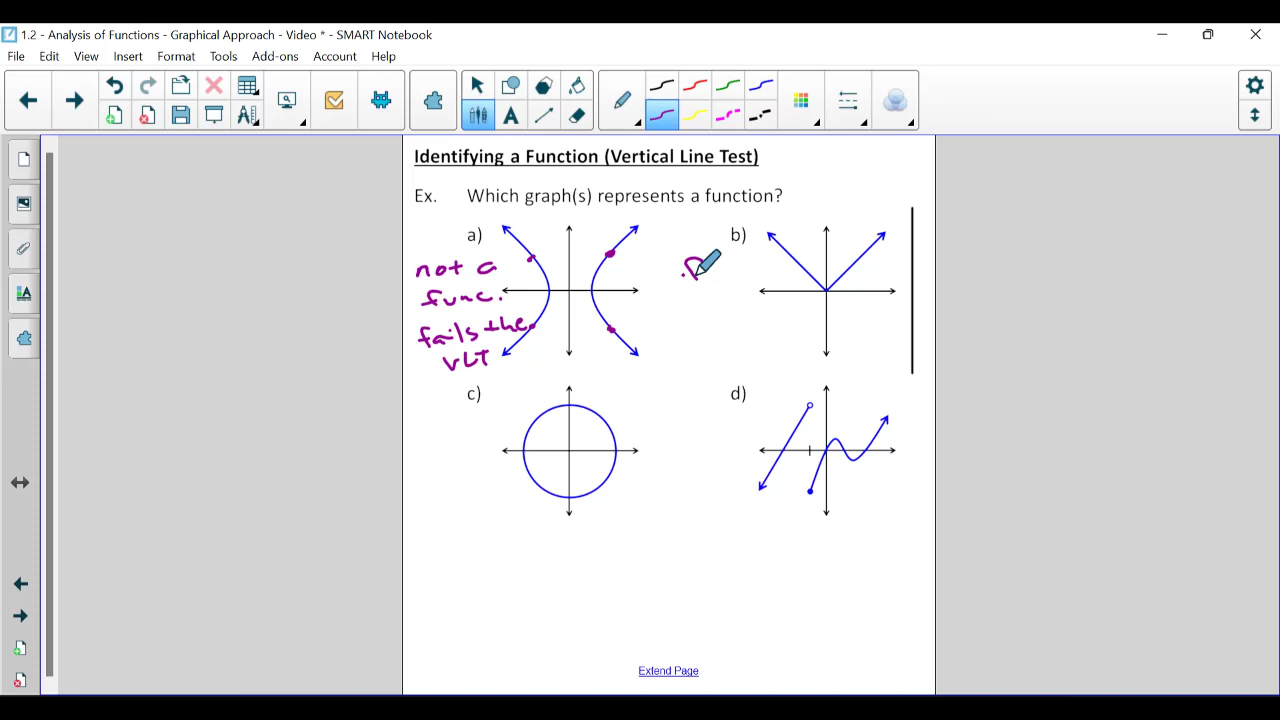 1.2 - Analysis of Functions - Graphical Approach - Video * - SMART Notebook
File Edit View Insert Format Tools Add-ons Account Help
Identifying a Function (Vertical Line Test)
Ex. Which graph(s) represents a function?
a)
b)
not a
func.
fails the
VLT
c)
d)
Extend Page